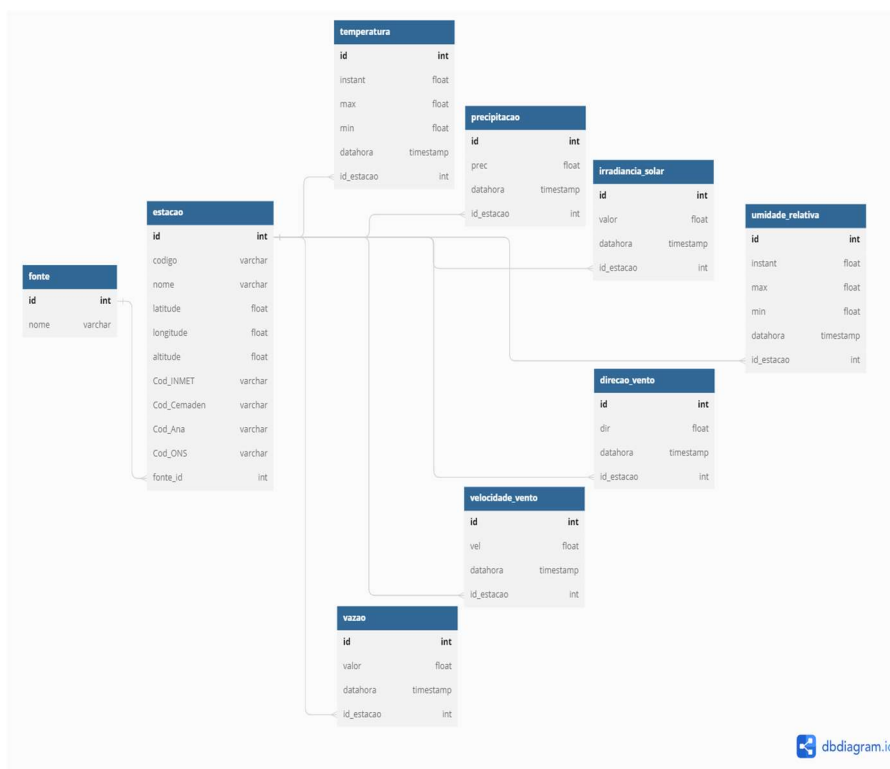 temperatura
id int
instant float
max float
min float
datahora timestamp
id_estacao int
precipitacao
id int
prec float
datahora timestamp
id_estacao int
irradiancia_solar
id int
valor float
datahora timestamp
id_estacao int
umidade_relativa
id int
instant float
max float
min float
datahora timestamp
id_estacao int
estacao
id int
codigo varchar
nome varchar
latitude float
longitude float
altitude float
Cod_INMET varchar
Cod_Cemaden varchar
Cod_Ana varchar
Cod_ONS varchar
fonte_id int
fonte
id int
nome varchar
direcao_vento
id int
dir float
datahora timestamp
id_estacao int
velocidade_vento
id int
vel float
datahora timestamp
id_estacao int
vazao
id int
valor float
datahora timestamp
id_estacao int
dbdiagram.io